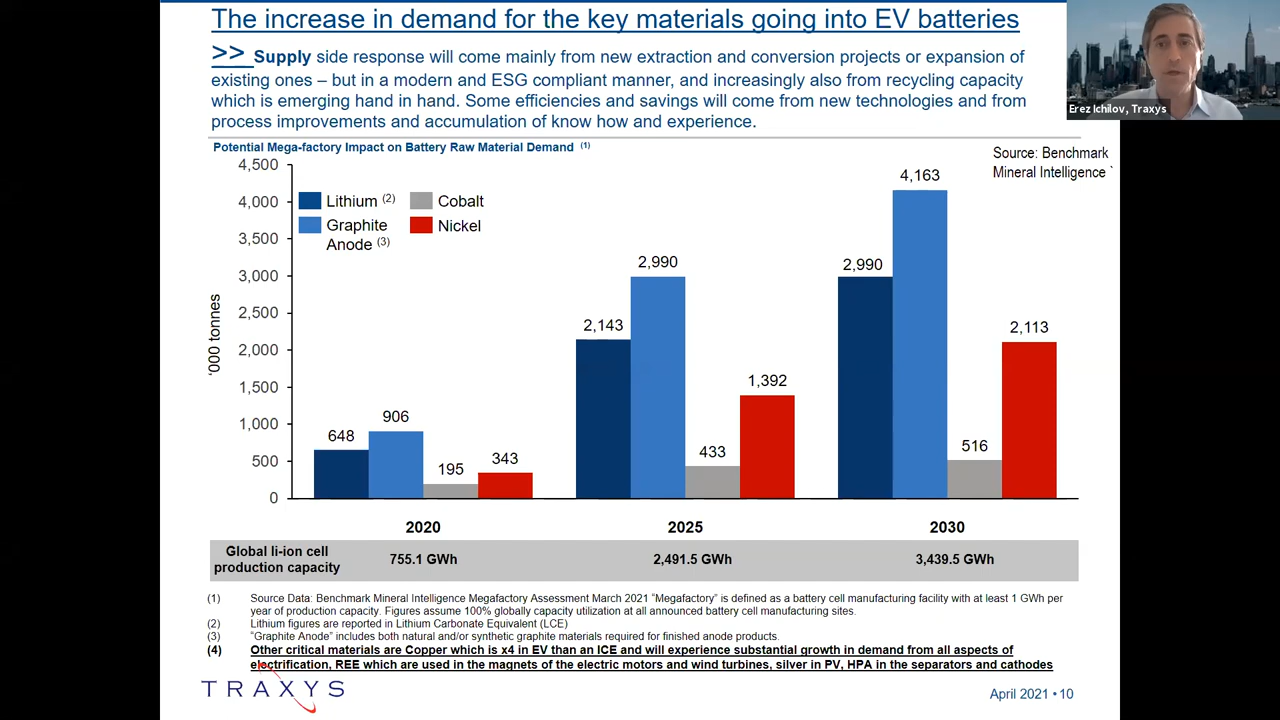 The increase in demand for the key materials going into EV batteries
>> Supply side response will come mainly from new extraction and conversion projects or expansion of
existing ones – but in a modern and ESG compliant manner, and increasingly also from recycling capacity
which is emerging hand in hand. Some efficiencies and savings will come from new technologies and from
process improvements and accumulation of know how and experience.
Erez Ichilov, Traxys
Potential Mega-factory Impact on Battery Raw Material Demand (1)
Source: Benchmark
Mineral Intelligence `
'000 tonnes
4,500
4,000
3,500
3,000
2,500
2,000
1,500
1,000
500
0
Lithium (2)
Graphite
Anode (3)
Cobalt
Nickel
648
906
195
343
2,143
2,990
433
1,392
2,990
4,163
516
2,113
2020
2025
2030
Global li-ion cell
production capacity
755.1 GWh
2,491.5 GWh
3,439.5 GWh
(1) Source Data: Benchmark Mineral Intelligence Megafactory Assessment March 2021 "Megafactory" is defined as a battery cell manufacturing facility with at least 1 GWh per
year of production capacity. Figures assume 100% globally capacity utilization at all announced battery cell manufacturing sites.
(2) Lithium figures are reported in Lithium Carbonate Equivalent (LCE)
(3) "Graphite Anode" includes both natural and/or synthetic graphite materials required for finished anode products.
(4) Other critical materials are Copper which is x4 in EV than an ICE and will experience substantial growth in demand from all aspects of
electrification, REE which are used in the magnets of the electric motors and wind turbines, silver in PV, HPA in the separators and cathodes
TRAXYS
April 2021 • 10